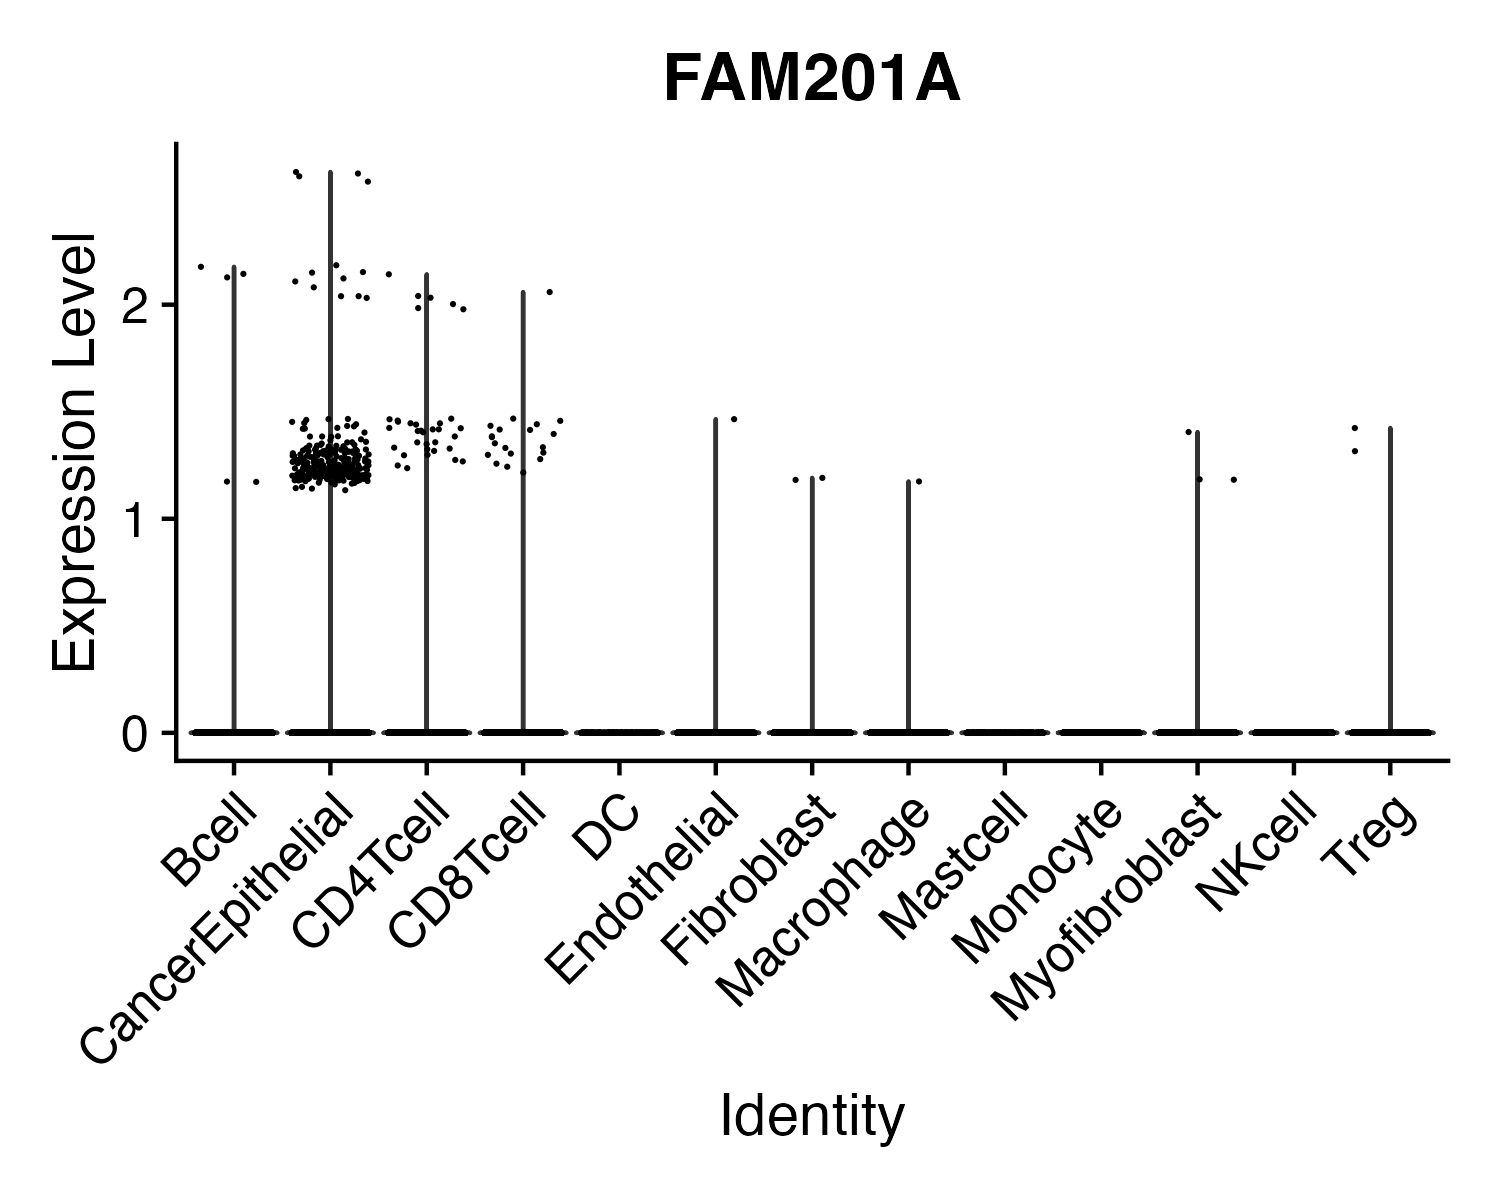 FAM201A
Expression Level
2
1
0
Bcell
CancerEpithelial
CD4Tcell
CD8Tcell
DC
Endothelial
Fibroblast
Macrophage
Mastcell
Monocyte
Myofibroblast
NKcell
Treg
Identity